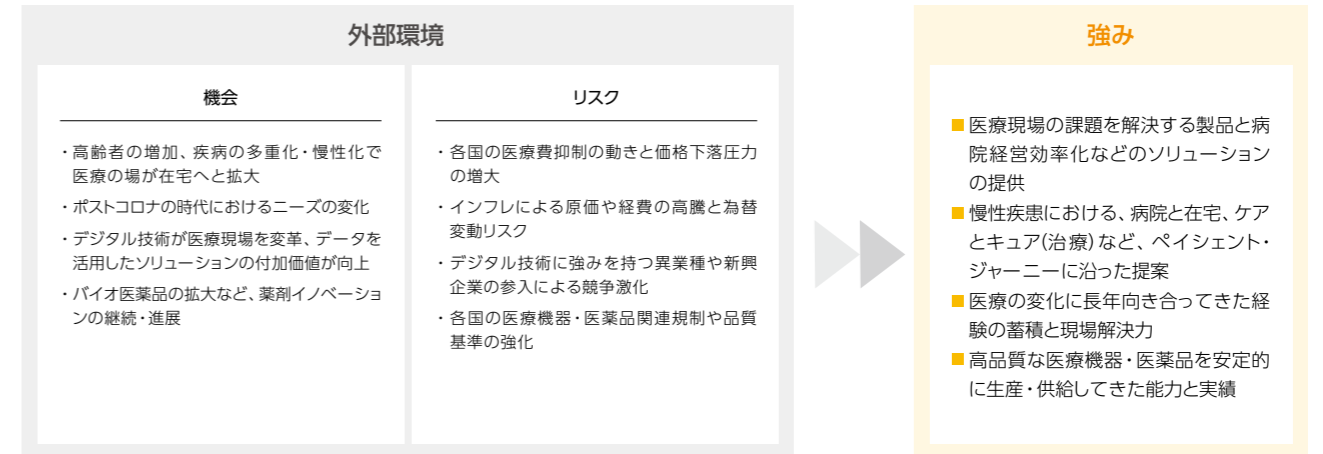 外部環境
機会
・高齢者の増加、疾病の多重化・慢性化で
医療の場が在宅へと拡大
・ポストコロナの時代におけるニーズの変化
・デジタル技術が医療現場を変革、データを
活用したソリューションの付加価値が向上
・バイオ医薬品の拡大など、薬剤イノベーショ
ンの継続・進展
リスク
・各国の医療費抑制の動きと価格下落圧力
の増大
・インフレによる原価や経費の高騰と為替
変動リスク
・デジタル技術に強みを持つ異業種や新興
企業の参入による競争激化
・各国の医療機器・医薬品関連規制や品質
基準の強化
強み
■医療現場の課題を解決する製品と病
院経営効率化などのソリューション
の提供
■慢性疾患における、病院と在宅、ケア
とキュア(治療)など、ペイシェント・
ジャーニーに沿った提案
■医療の変化に長年向き合ってきた経
験の蓄積と現場解決力
■高品質な医療機器・医薬品を安定的
に生産・供給してきた能力と実績